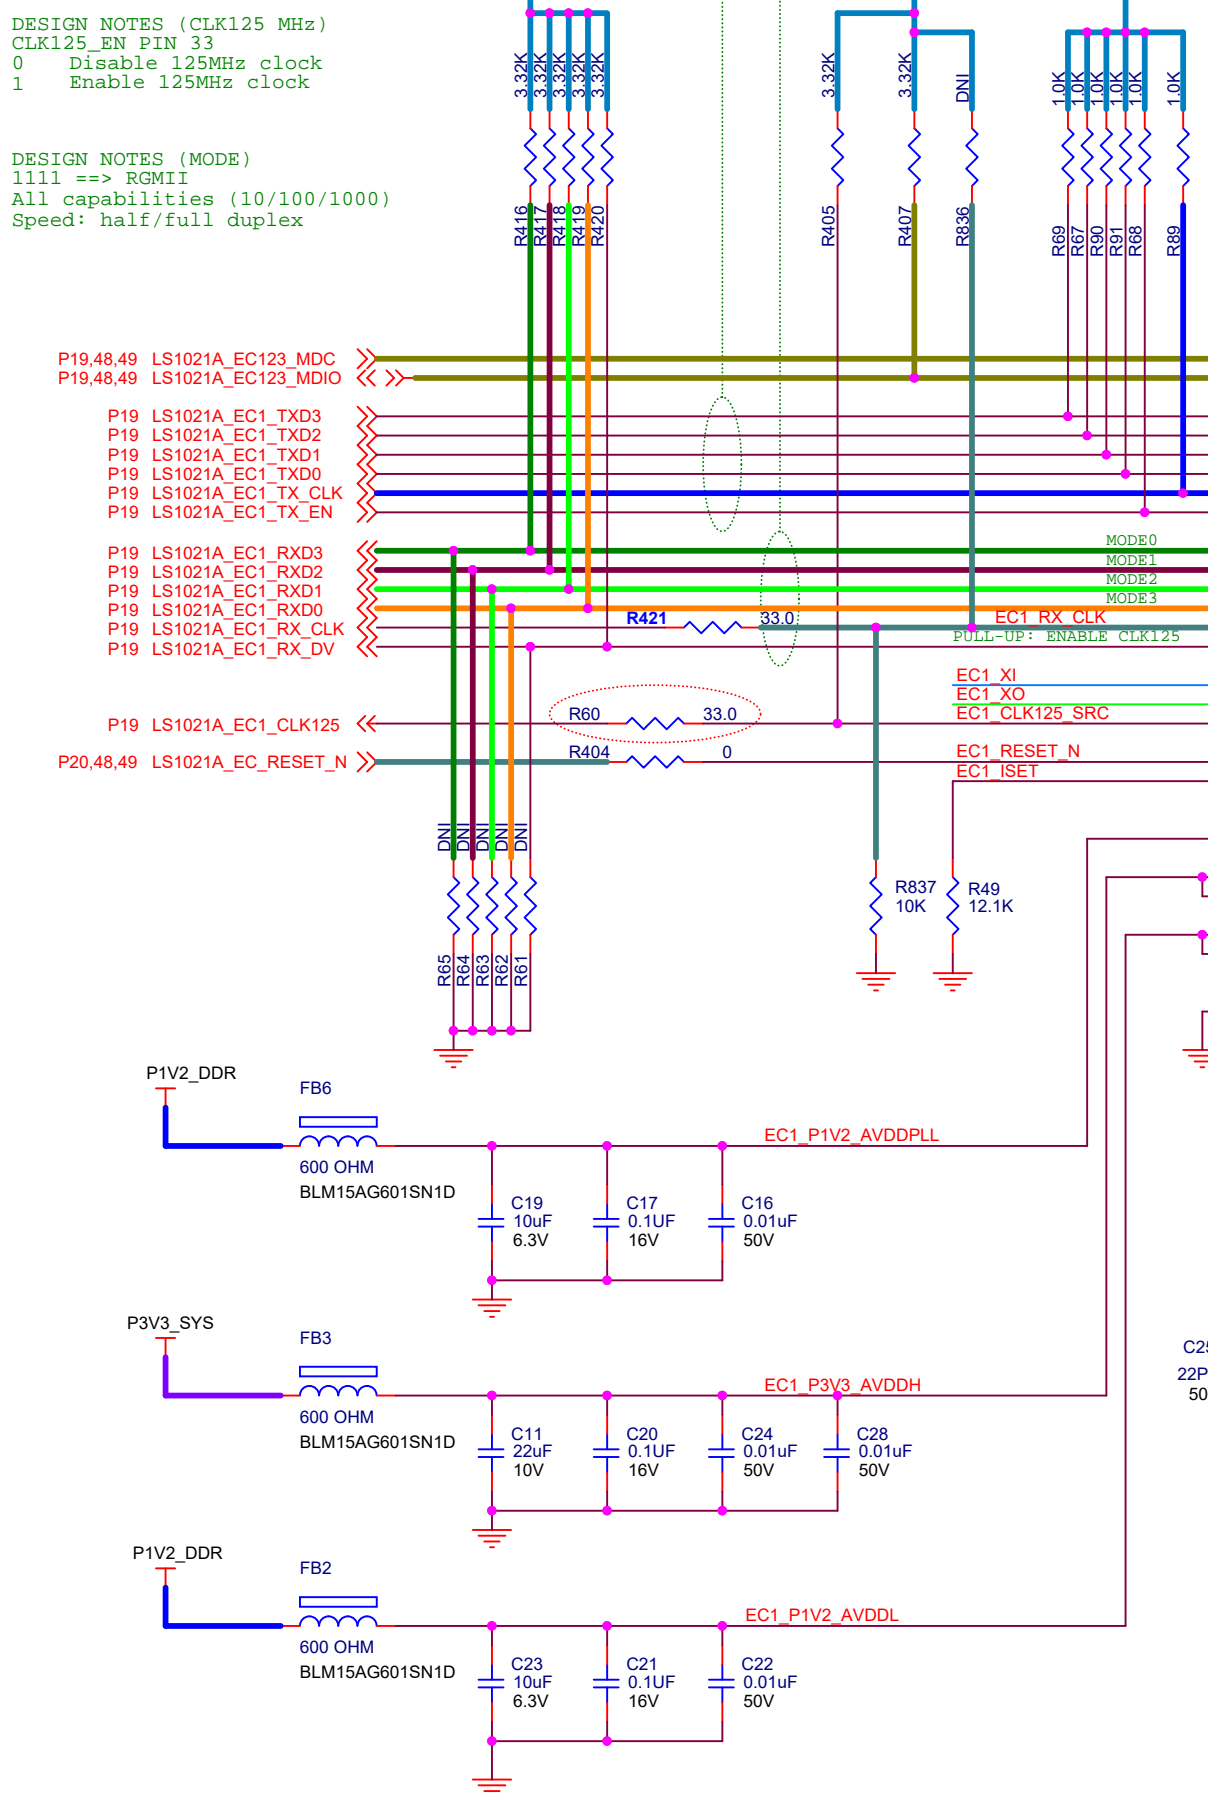 DESIGN NOTES (CLK125 MHz)
CLK125_EN PIN 33
0 Disable 125MHz clock
1 Enable 125MHz clock
DESIGN NOTES (MODE)
1111 ==> RGMII
All capabilities (10/100/1000)
Speed: half/full duplex
3.32K
3.32K
3.32K
3.32K
3.32K
3.32K
3.32K
DNI
1.0K
1.0K
1.0K
1.0K
1.0K
1.0K
R416
R417
R418
R419
R420
R405
R407
R836
R69
R67
R90
R91
R68
R89
P19,48,49 LS1021A_EC123_MDC
P19,48,49 LS1021A_EC123_MDIO
P19 LS1021A_EC1_TXD3
P19 LS1021A_EC1_TXD2
P19 LS1021A_EC1_TXD1
P19 LS1021A_EC1_TXD0
P19 LS1021A_EC1_TX_CLK
P19 LS1021A_EC1_TX_EN
P19 LS1021A_EC1_RXD3
MODE0
P19 LS1021A_EC1_RXD2
MODE1
P19 LS1021A_EC1_RXD1
MODE2
P19 LS1021A_EC1_RXD0
MODE3
P19 LS1021A_EC1_RX_CLK
R421 33.0
EC1_RX_CLK
PULL-UP: ENABLE CLK125
P19 LS1021A_EC1_RX_DV
EC1_XI
EC1_XO
P19 LS1021A_EC1_CLK125
R60 33.0
EC1_CLK125_SRC
P20,48,49 LS1021A_EC_RESET_N
R404 0
EC1_RESET_N
EC1_ISET
DNI
DNI
DNI
DNI
DNI
R837
10K
R49
12.1K
R65
R64
R63
R62
R61
P1V2_DDR
FB6
600 OHM
BLM15AG601SN1D
EC1_P1V2_AVDDPLL
C19
10uF
6.3V
C17
0.1UF
16V
C16
0.01uF
50V
P3V3_SYS
FB3
600 OHM
BLM15AG601SN1D
EC1_P3V3_AVDDH
C11
22uF
10V
C20
0.1UF
16V
C24
0.01uF
50V
C28
0.01uF
50V
C25
22P
50
P1V2_DDR
FB2
600 OHM
BLM15AG601SN1D
EC1_P1V2_AVDDL
C23
10uF
6.3V
C21
0.1UF
16V
C22
0.01uF
50V